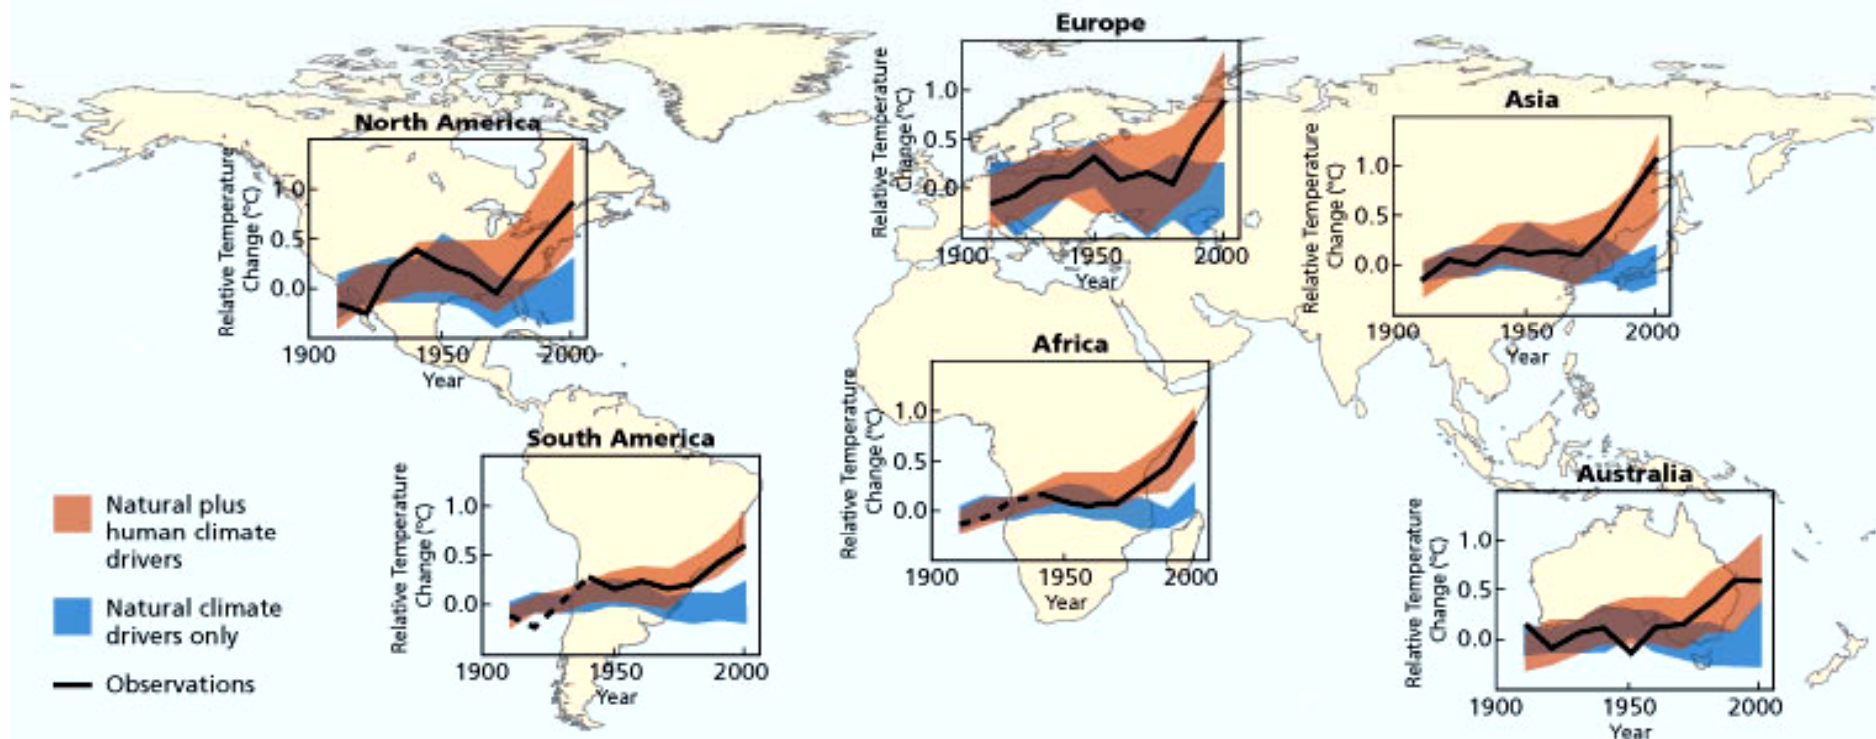 Europe
Relative Temperature
Change (°C)
1.0
0.5
0.0
1900
1950
2000
Year
Asia
Relative Temperature
Change (°C)
1.0
0.5
0.0
1900
1950
2000
Year
North America
Relative Temperature
Change (°C)
1.0
0.5
0.0
1900
1950
2000
Year
Africa
Relative Temperature
Change (°C)
1.0
0.5
0.0
1900
1950
2000
Year
South America
Relative Temperature
Change (°C)
1.0
0.5
0.0
1900
1950
2000
Year
Australia
Relative Temperature
Change (°C)
1.0
0.5
0.0
1900
1950
2000
Year
Natural plus
human climate
drivers
Natural climate
drivers only
Observations